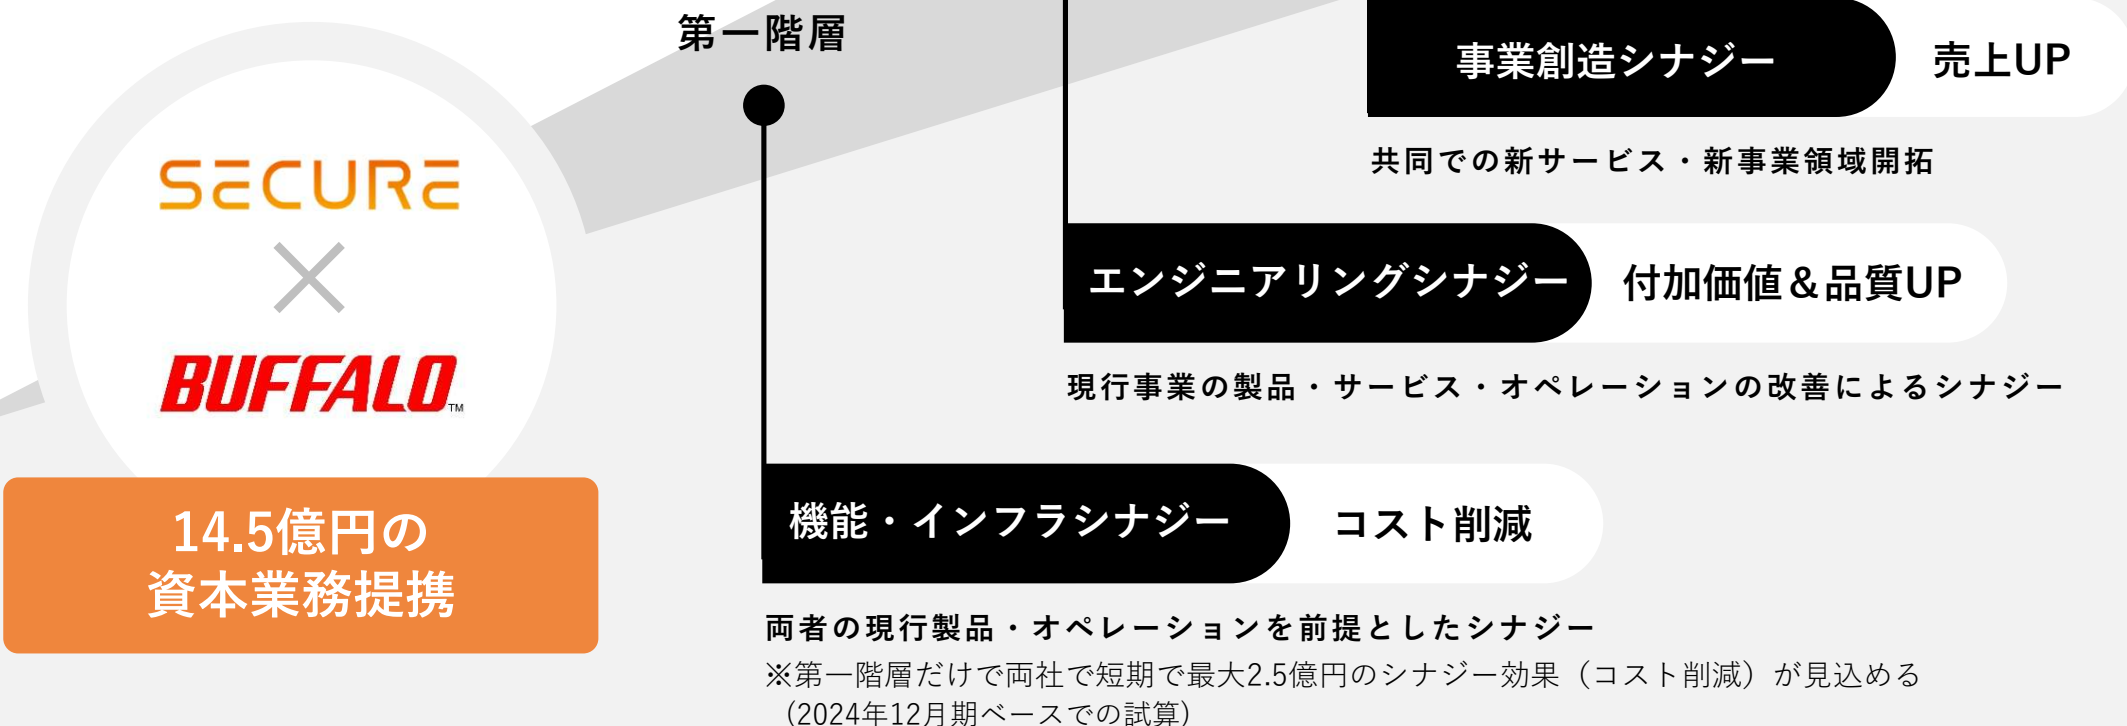 第一階層
事業創造シナジー 売上UP
共同での新サービス・新事業領域開拓
SECURE
×
BUFFALO™
エンジニアリングシナジー 付加価値＆品質UP
現行事業の製品・サービス・オペレーションの改善によるシナジー
14.5億円の
資本業務提携
機能・インフラシナジー コスト削減
両者の現行製品・オペレーションを前提としたシナジー
※第一階層だけで両社で短期で最大2.5億円のシナジー効果（コスト削減）が見込める
（2024年12月期ベースでの試算）